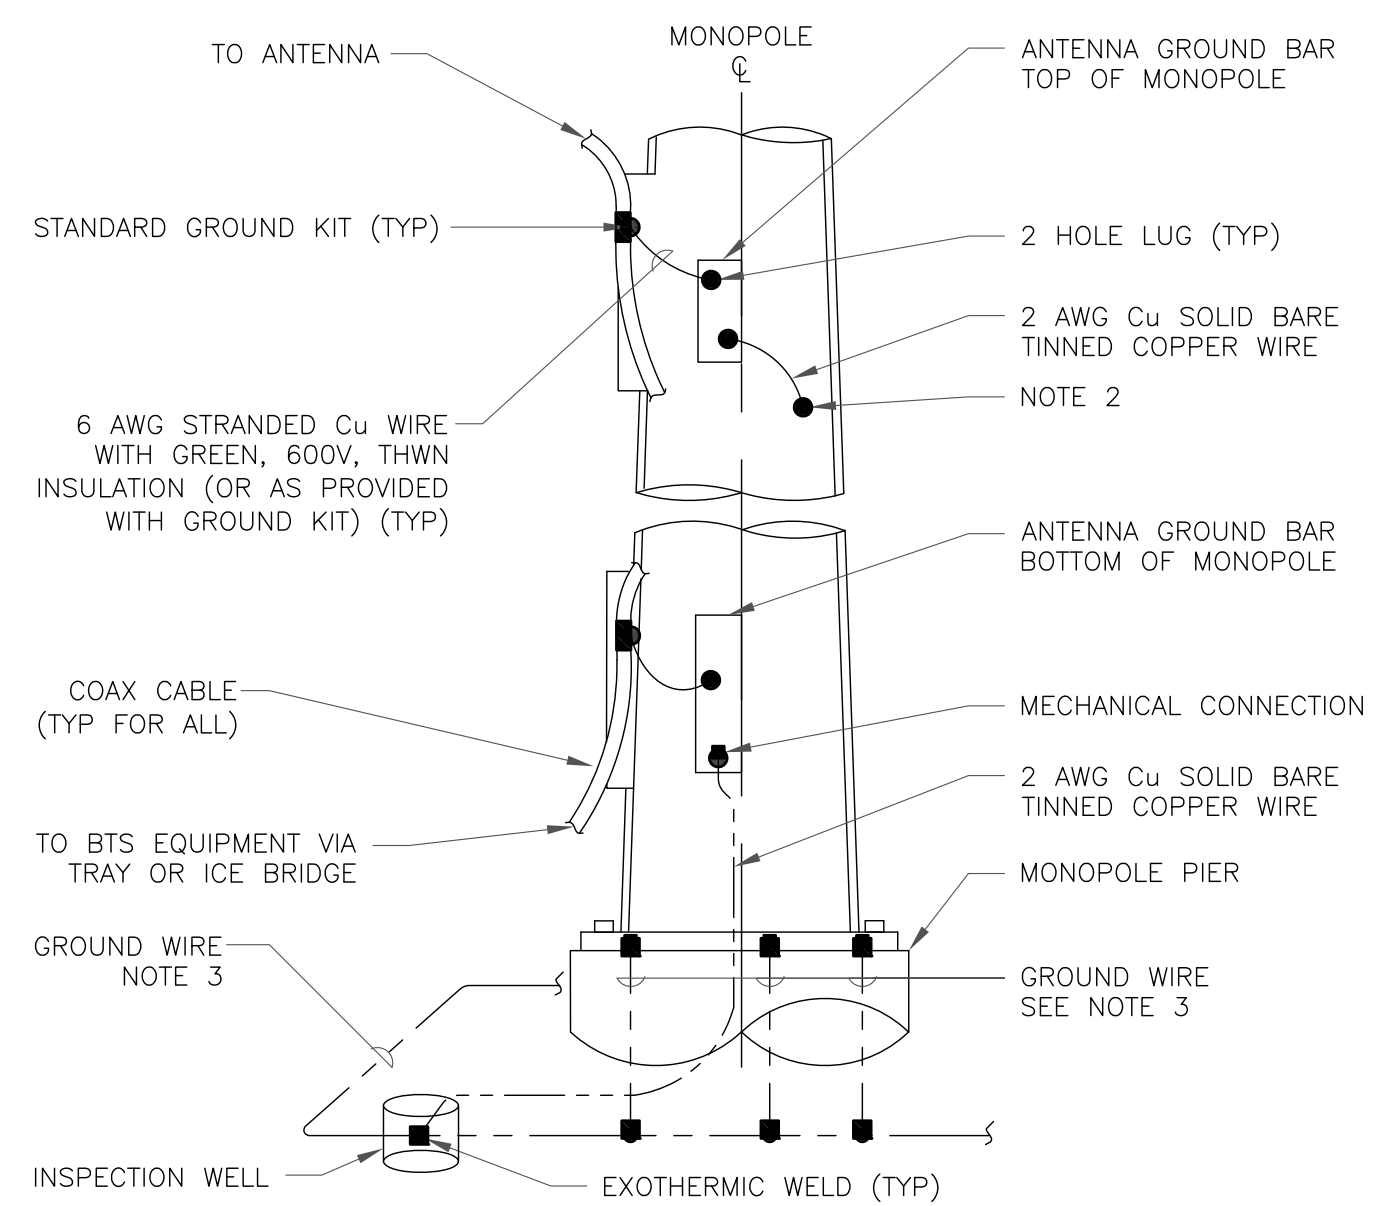 MONOPOLE
℄
TO ANTENNA
ANTENNA GROUND BAR
TOP OF MONOPOLE
STANDARD GROUND KIT (TYP)
2 HOLE LUG (TYP)
2 AWG Cu SOLID BARE
TINNED COPPER WIRE
NOTE 2
6 AWG STRANDED Cu WIRE
WITH GREEN, 600V, THWN
INSULATION (OR AS PROVIDED
WITH GROUND KIT) (TYP)
ANTENNA GROUND BAR
BOTTOM OF MONOPOLE
COAX CABLE
(TYP FOR ALL)
MECHANICAL CONNECTION
2 AWG Cu SOLID BARE
TINNED COPPER WIRE
TO BTS EQUIPMENT VIA
TRAY OR ICE BRIDGE
MONOPOLE PIER
GROUND WIRE
NOTE 3
GROUND WIRE
SEE NOTE 3
INSPECTION WELL
EXOTHERMIC WELD (TYP)